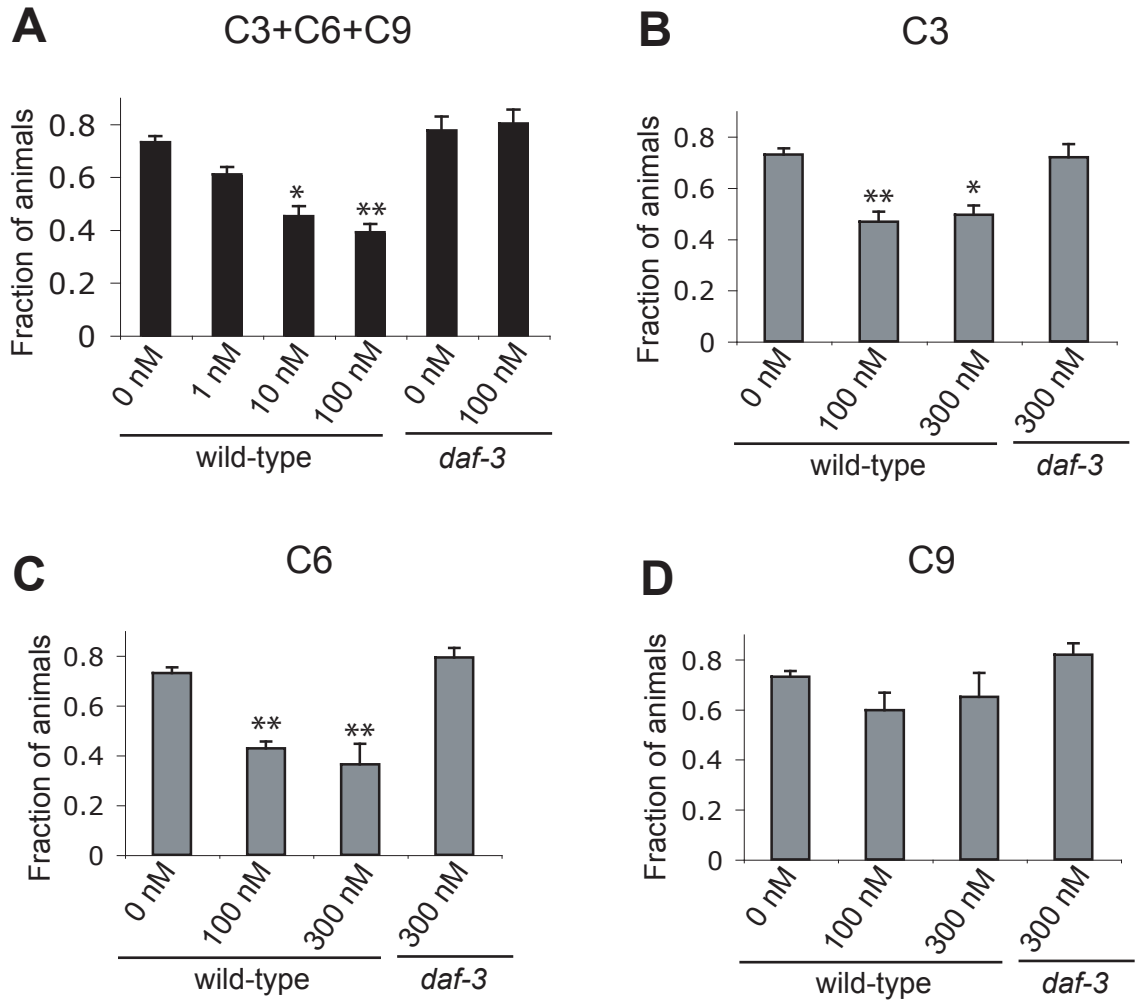 A
C3+C6+C9
Fraction of animals
0.8
0.6
0.4
0.2
0
*
**
0 nM
1 nM
10 nM
100 nM
0 nM
100 nM
wild-type
daf-3
B
C3
Fraction of animals
0.8
0.6
0.4
0.2
0
**
*
0 nM
100 nM
300 nM
300 nM
wild-type
daf-3
C
C6
Fraction of animals
0.8
0.6
0.4
0.2
0
**
**
0 nM
100 nM
300 nM
300 nM
wild-type
daf-3
D
C9
Fraction of animals
0.8
0.6
0.4
0.2
0
0 nM
100 nM
300 nM
300 nM
wild-type
daf-3